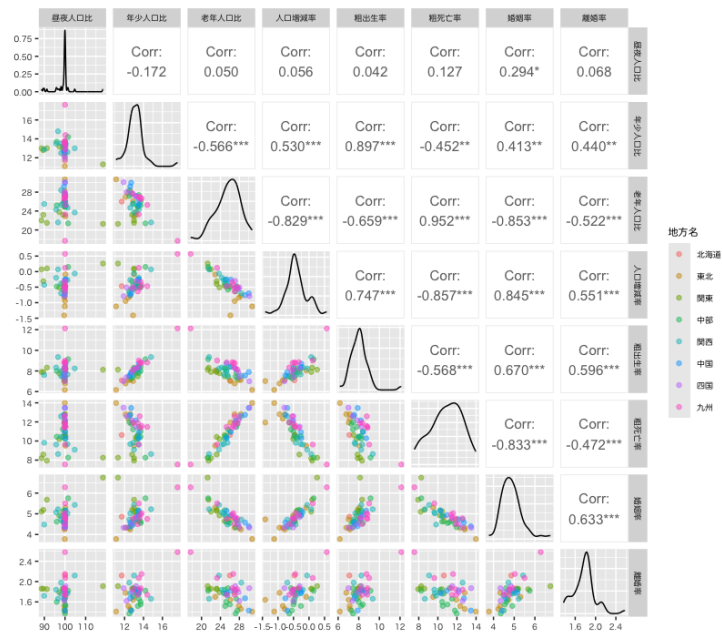 昼夜人口比 年少人口比 老年人口比 人口増減率 粗出生率 粗死亡率 婚姻率 離婚率
0.75
0.50
0.25
0.00
Corr: Corr: Corr: Corr: Corr: Corr: Corr:
-0.172 0.050 0.056 0.042 0.127 0.294* 0.068
昼夜人口比
16
14
12
Corr: Corr: Corr: Corr: Corr: Corr:
-0.566*** 0.530*** 0.897*** -0.452** 0.413** 0.440**
年少人口比
28
24
20
Corr: Corr: Corr: Corr: Corr:
-0.829*** -0.659*** 0.952*** -0.853*** -0.522***
老年人口比
0.5
0.0
-0.5
-1.0
-1.5
Corr: Corr: Corr: Corr:
0.747*** -0.857*** 0.845*** 0.551***
人口増減率
12
10
8
6
Corr: Corr: Corr:
-0.568*** 0.670*** 0.596***
粗出生率
14
12
10
8
Corr: Corr:
-0.833*** -0.472***
粗死亡率
6
5
4
Corr:
0.633***
婚姻率
2.4
2.0
1.6
離婚率
90 100 110 12 14 16 20 24 28 -1.5 -1.0 -0.5 0.0 0.5 6 8 10 12 8 10 12 14 4 5 6 1.6 2.0 2.4
地方名
北海道
東北
関東
中部
関西
中国
四国
九州